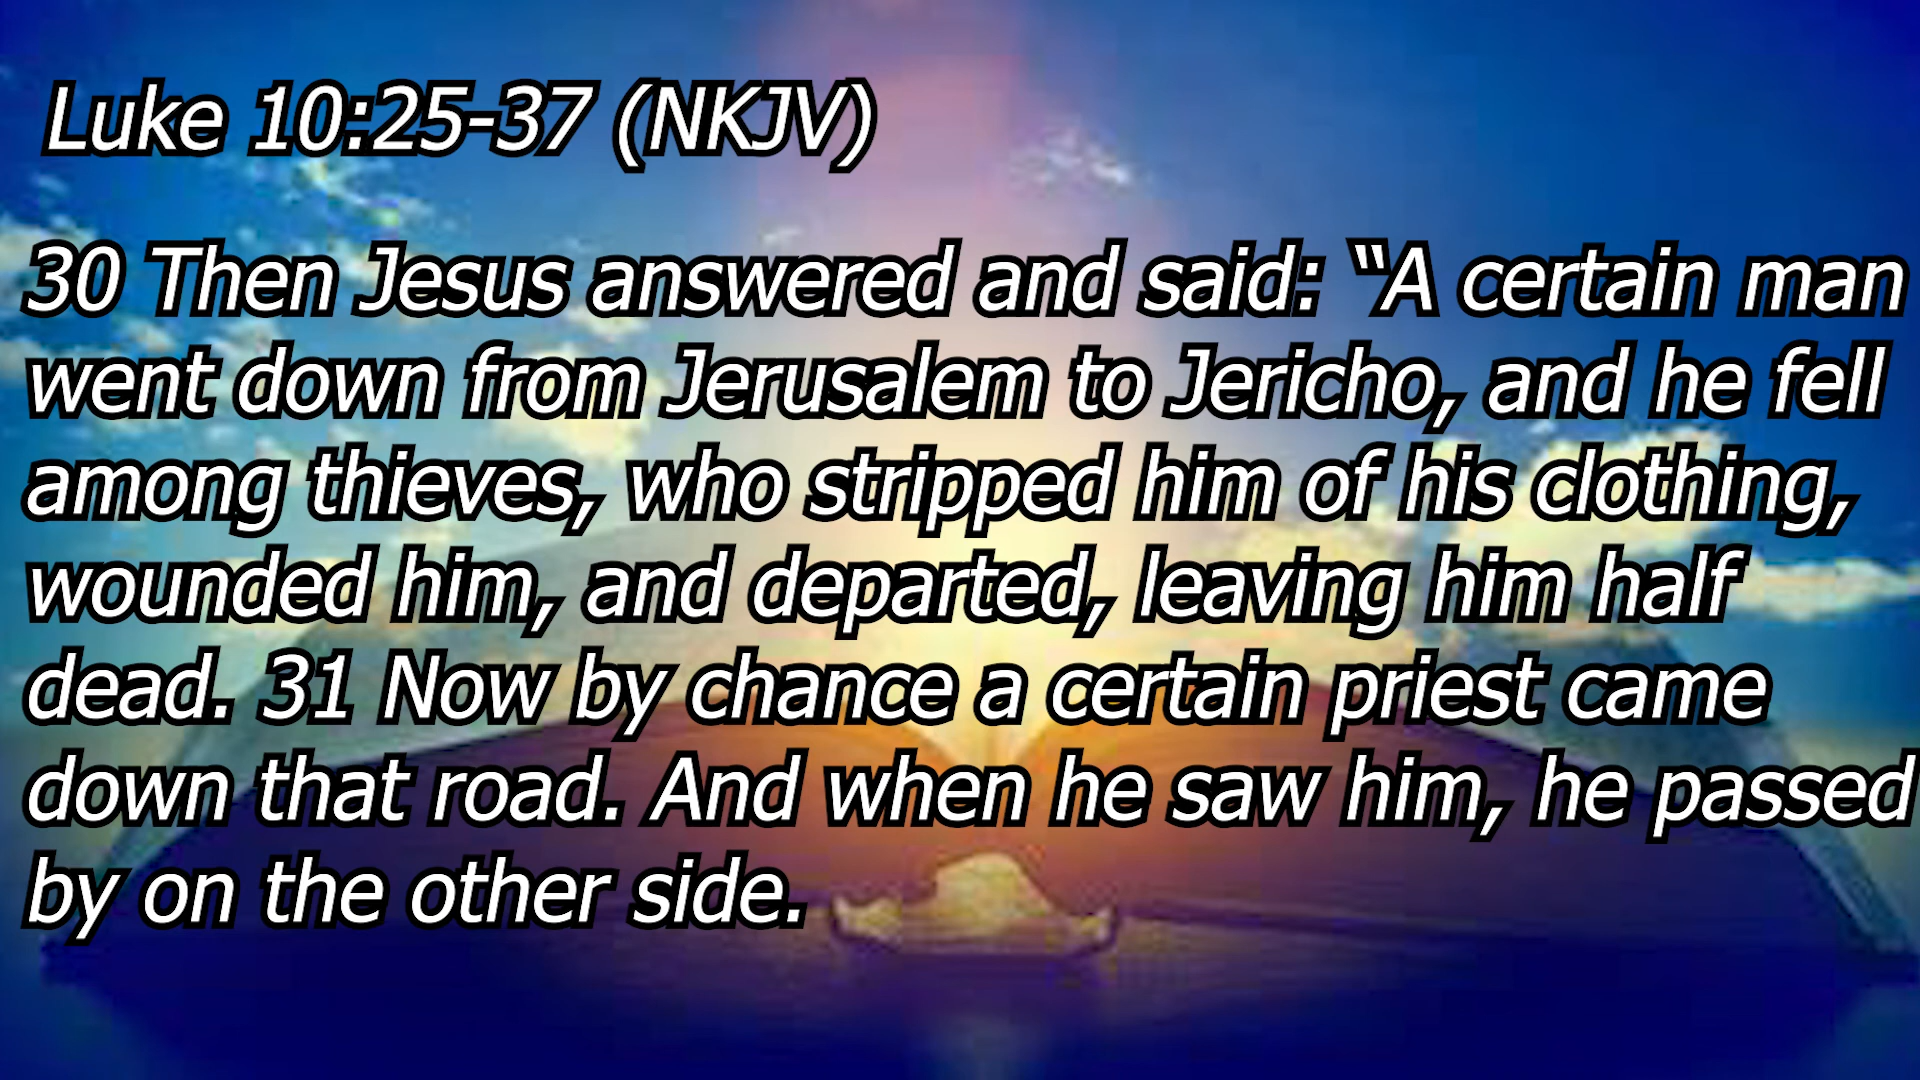 Luke 10:25-37 (NKJV)
30 Then Jesus answered and said: “A certain man
went down from Jerusalem to Jericho, and he fell
among thieves, who stripped him of his clothing,
wounded him, and departed, leaving him half
dead. 31 Now by chance a certain priest came
down that road. And when he saw him, he passed
by on the other side.